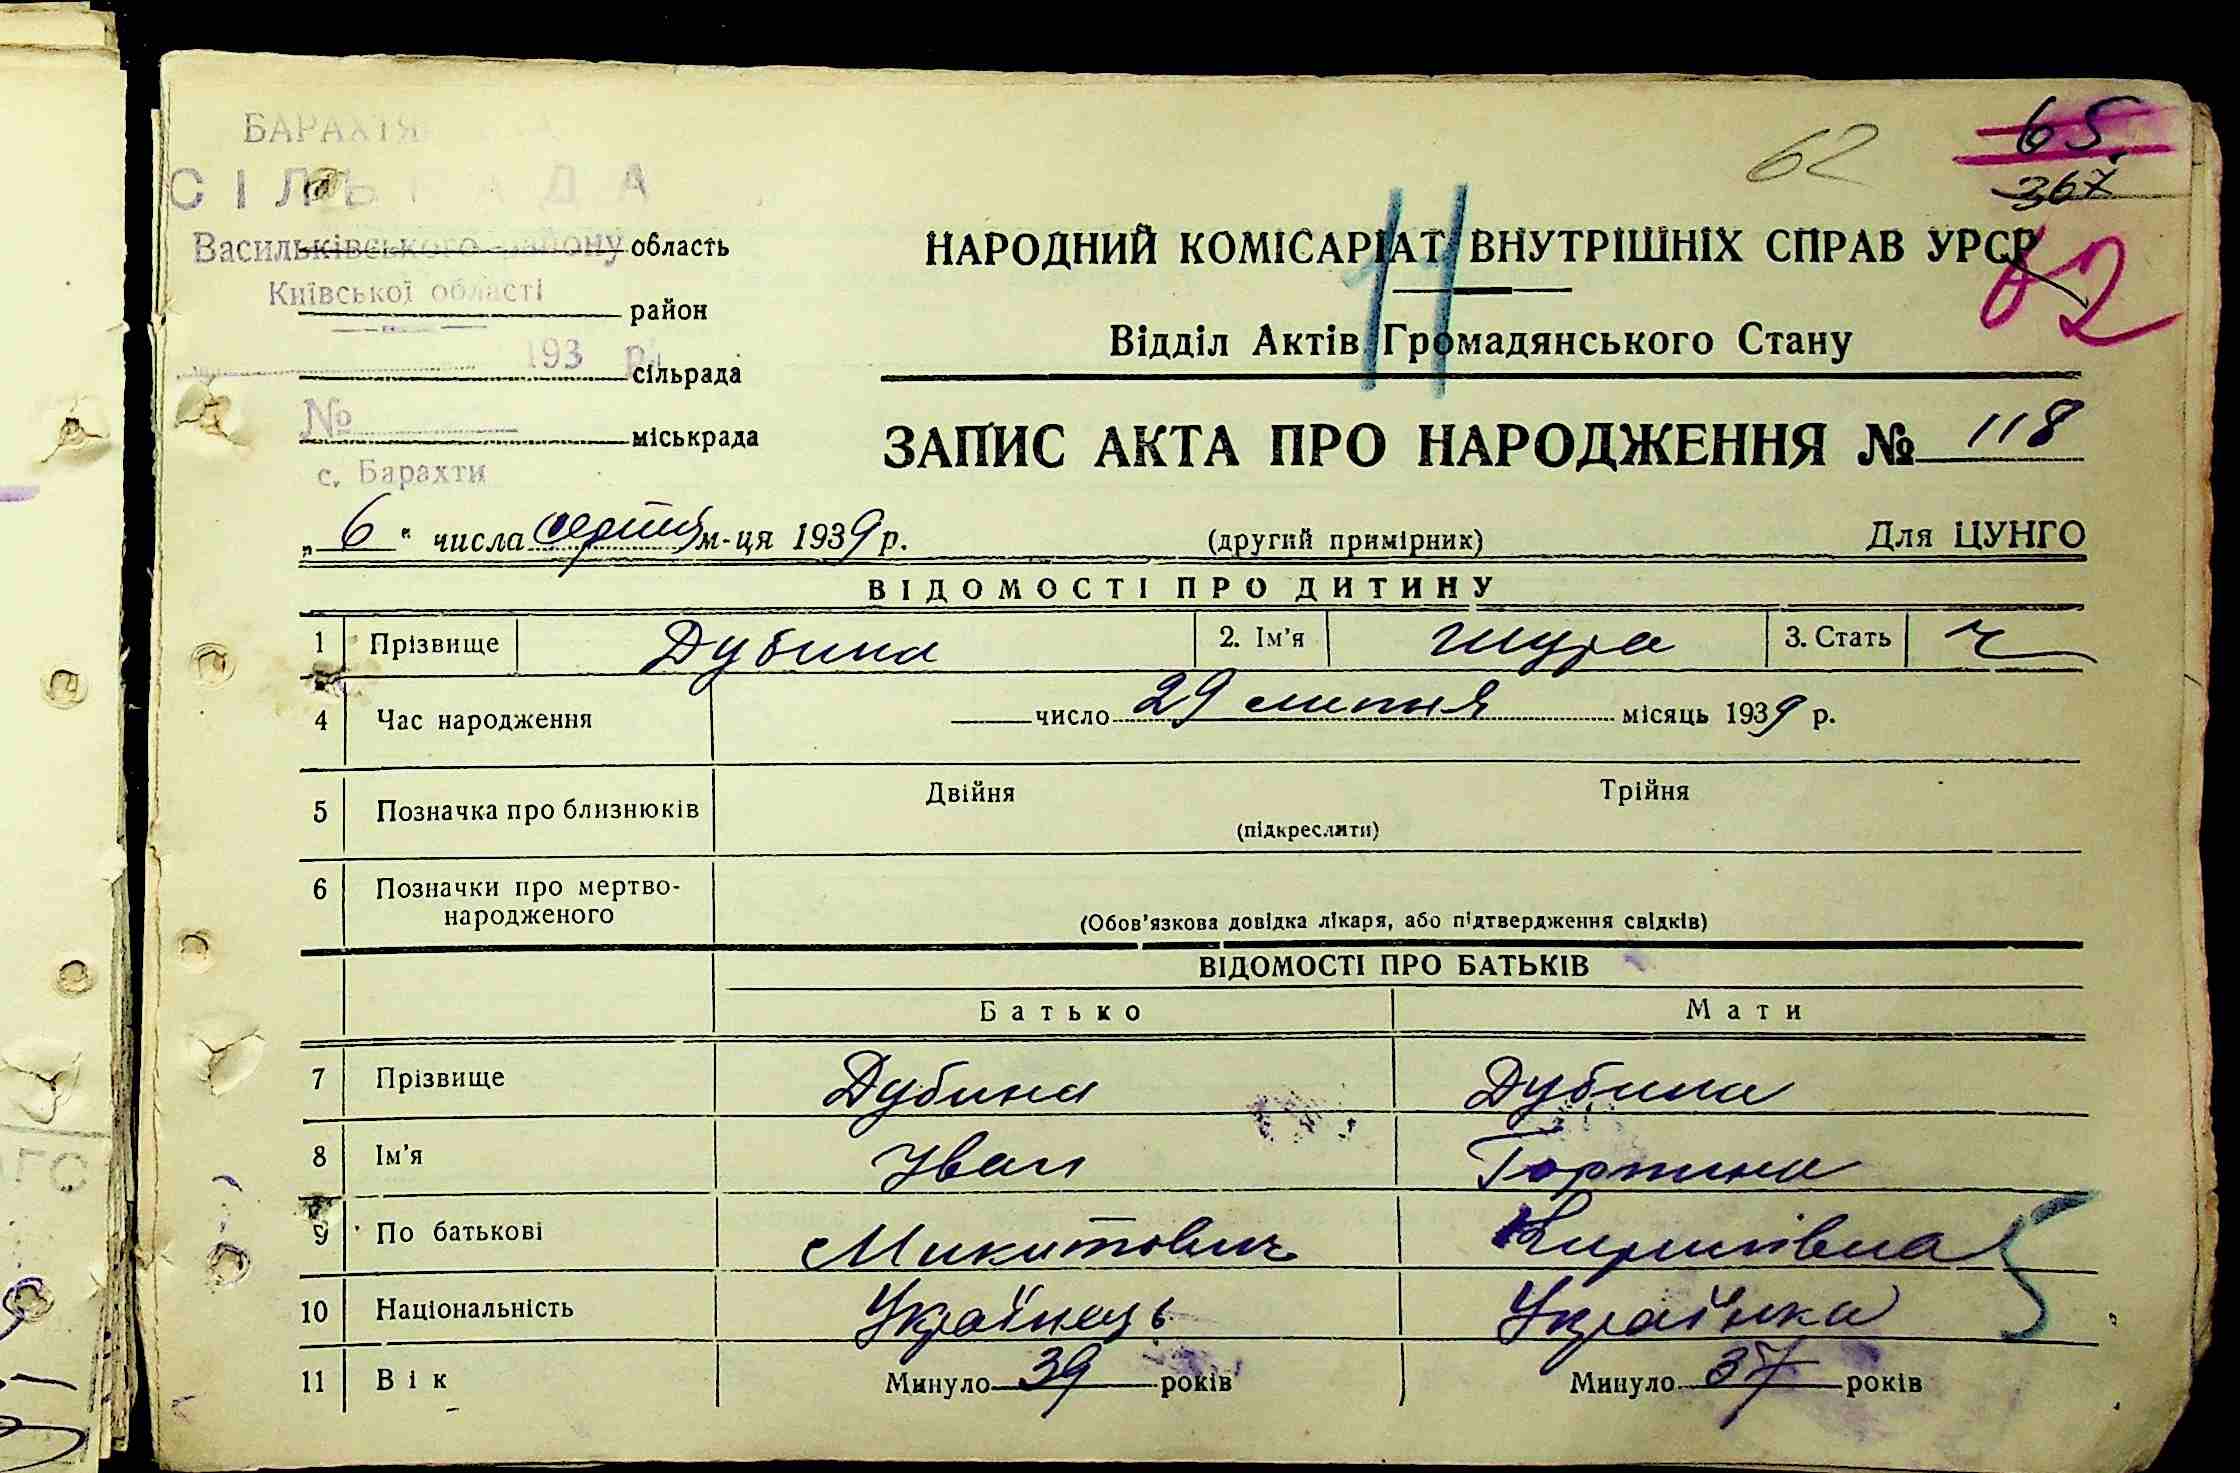 62
65.
367
62
11
СІЛЬРАДА
Васильківського району область
НАРОДНИЙ КОМІСАРІАТ ВНУТРІШНІХ СПРАВ УРСР
Київської області
район
Відділ Актів Громадянського Стану
193 р.
сільрада
№ міськрада
ЗАПИС АКТА ПРО НАРОДЖЕННЯ № 118
с. Барахти
„6" числа серпня м-ця 1939 р. (другий примірник) Для ЦУНГО
ВІДОМОСТІ ПРО ДИТИНУ
1 Прізвище Дубина 2. Ім'я Шура 3. Стать ч
4 Час народження число 29 липня місяць 1939 р.
5 Позначка про близнюків Двійня Трійня
(підкреслити)
6 Позначки про мертво-
народженого
(Обов'язкова довідка лікаря, або підтвердження свідків)
ВІДОМОСТІ ПРО БАТЬКІВ
Батько Мати
7 Прізвище Дубина Дубина
8 Ім'я Іван
9 По батькові Микитович Кирилівна
10 Національність Українець Українка
11 Вік Минуло 39 років Минуло 37 років